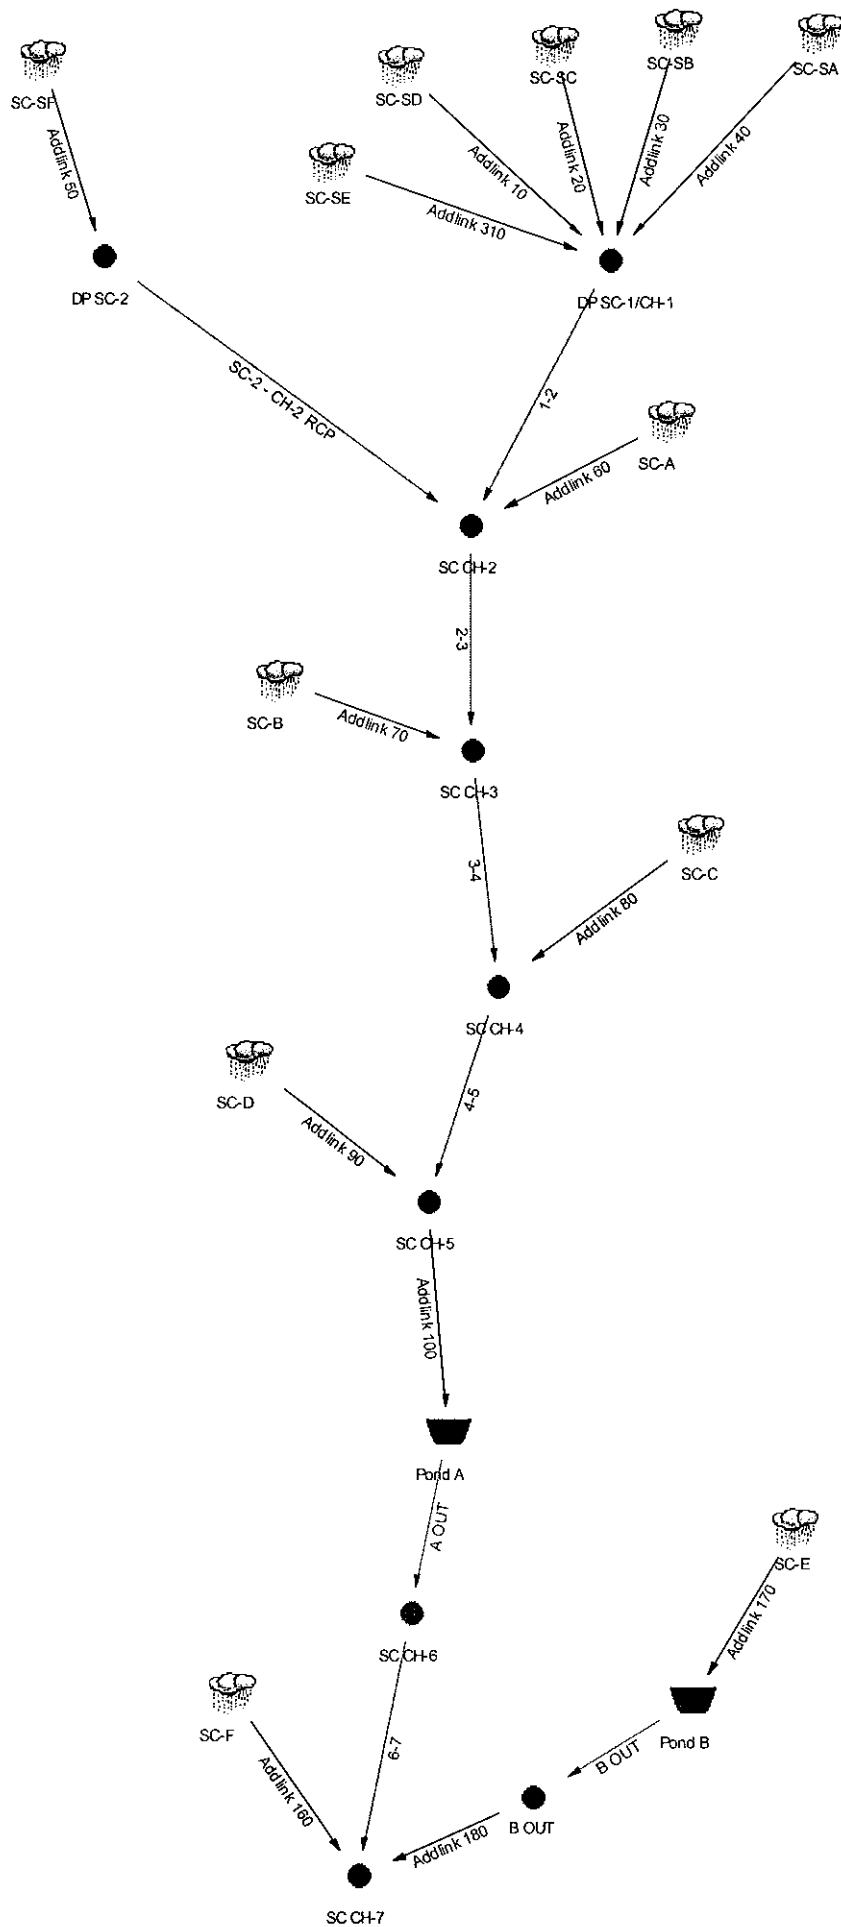 SC-SB
SC-SC
SC-SA
SC-SD
SC-SF
Addlink 50
Addlink 10
Addlink 20
Addlink 30
Addlink 40
SC-SE
Addlink 310
DP SC-2
DP SC-1/CH-1
SC-2 - CH-2 RCP
1-2
SC-A
Addlink 60
SC CH-2
2-3
SC-B
Addlink 70
SC CH-3
3-4
SC-C
Addlink 80
SC CH-4
4-5
SC-D
Addlink 90
SC CH-5
Addlink 100
Pond A
A OUT
SC-E
Addlink 170
SC CH-6
SC-F
Addlink 160
6-7
Pond B
B OUT
B OUT
Addlink 180
SC CH-7